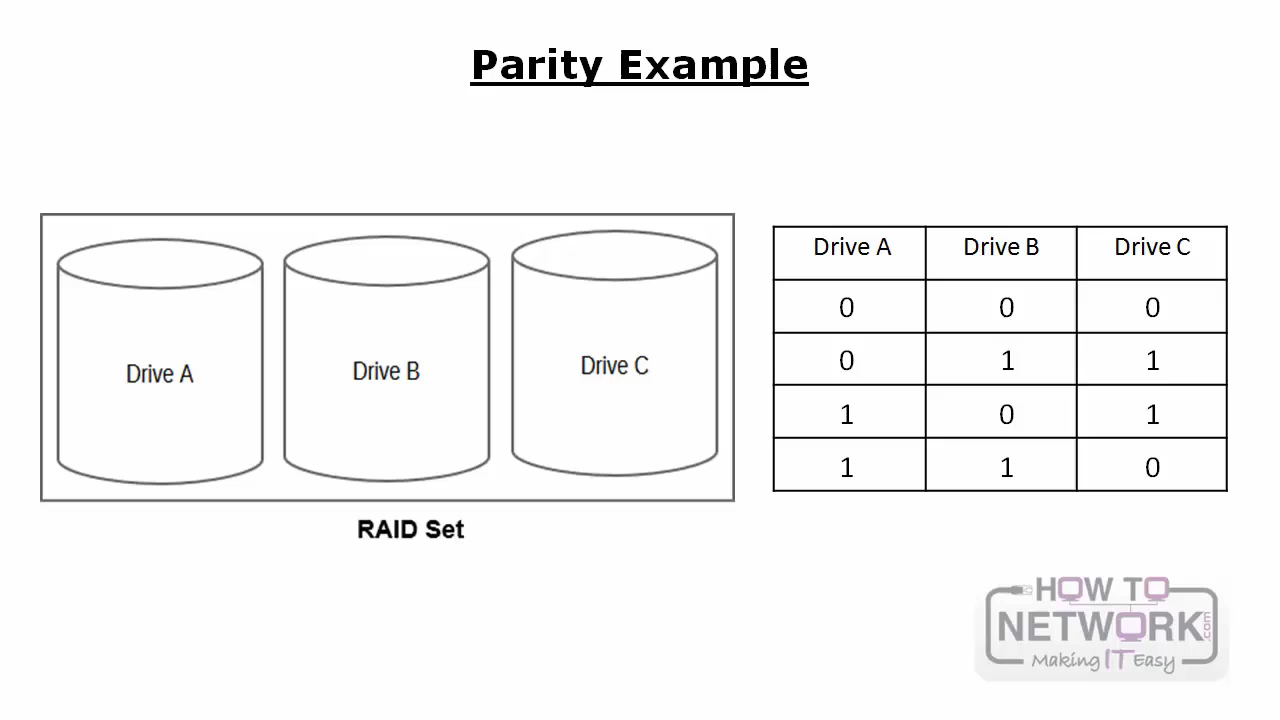 Parity Example
Drive A
Drive B
Drive C
RAID Set
Drive A Drive B Drive C
0 0 0
0 1 1
1 0 1
1 1 0
HOW TO
NETWORK.com
Making IT Easy